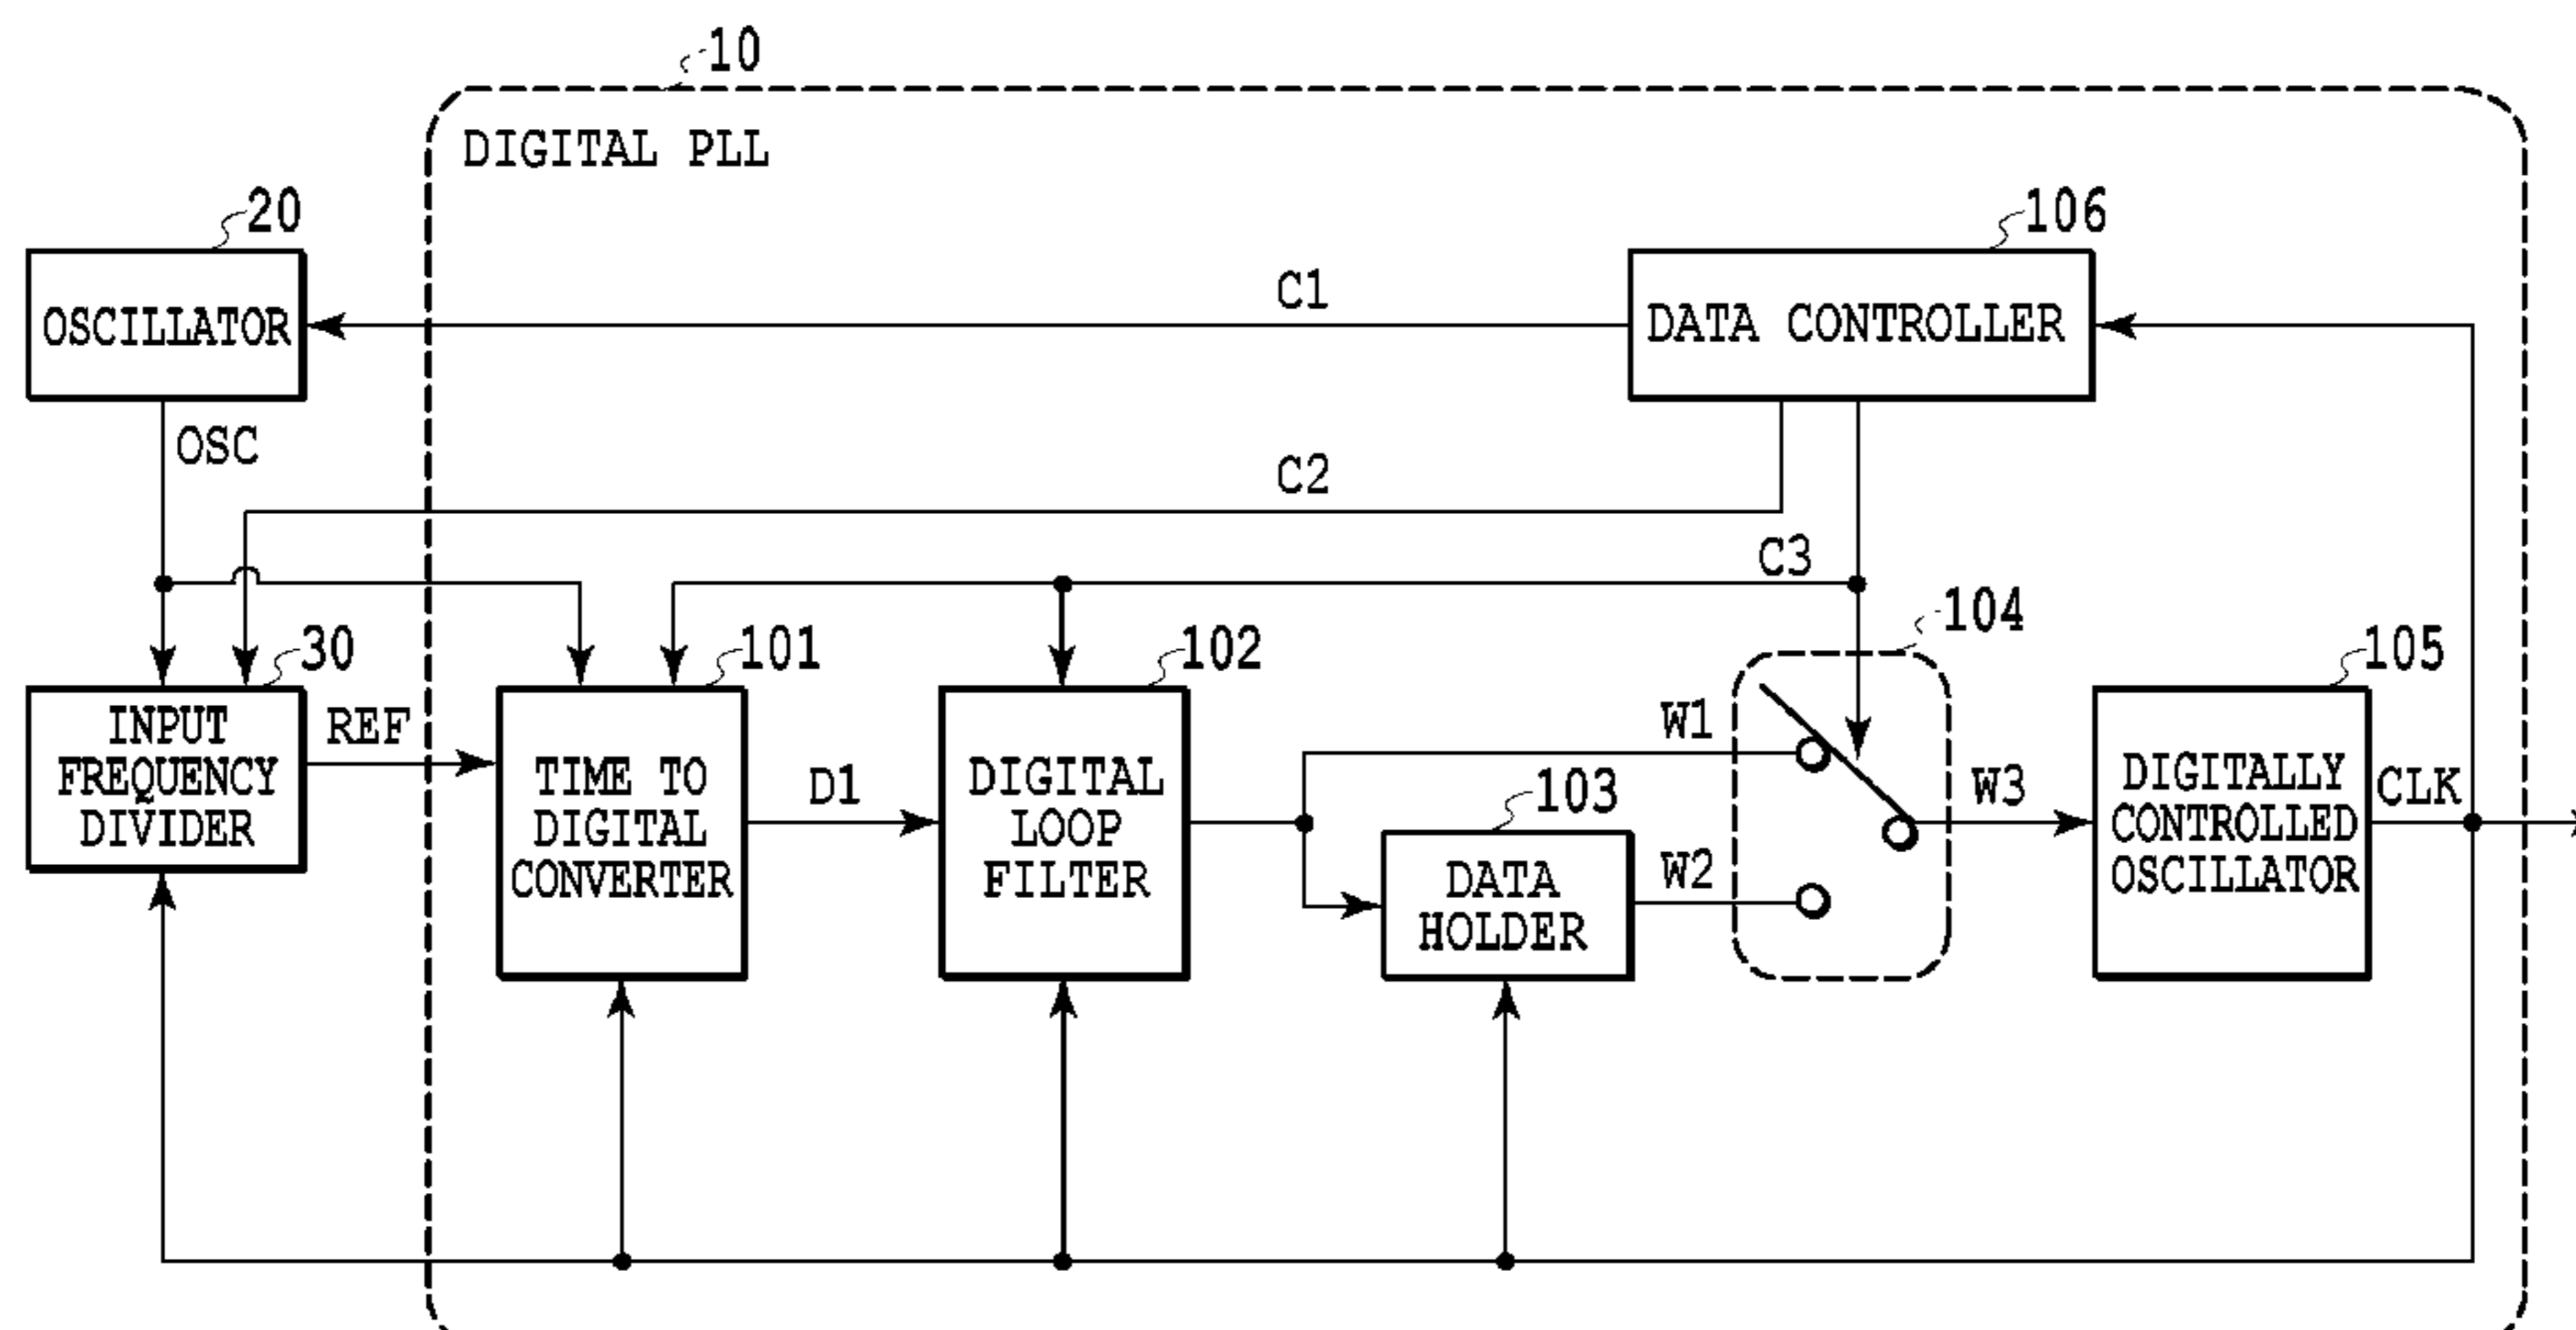 10
DIGITAL PLL
20
106
OSCILLATOR
C1
DATA CONTROLLER
OSC
C2
C3
104
30
101
102
105
INPUT
FREQUENCY
DIVIDER
REF
TIME TO
DIGITAL
CONVERTER
D1
DIGITAL
LOOP
FILTER
W1
103
DATA
HOLDER
W2
W3
DIGITALLY
CONTROLLED
OSCILLATOR
CLK